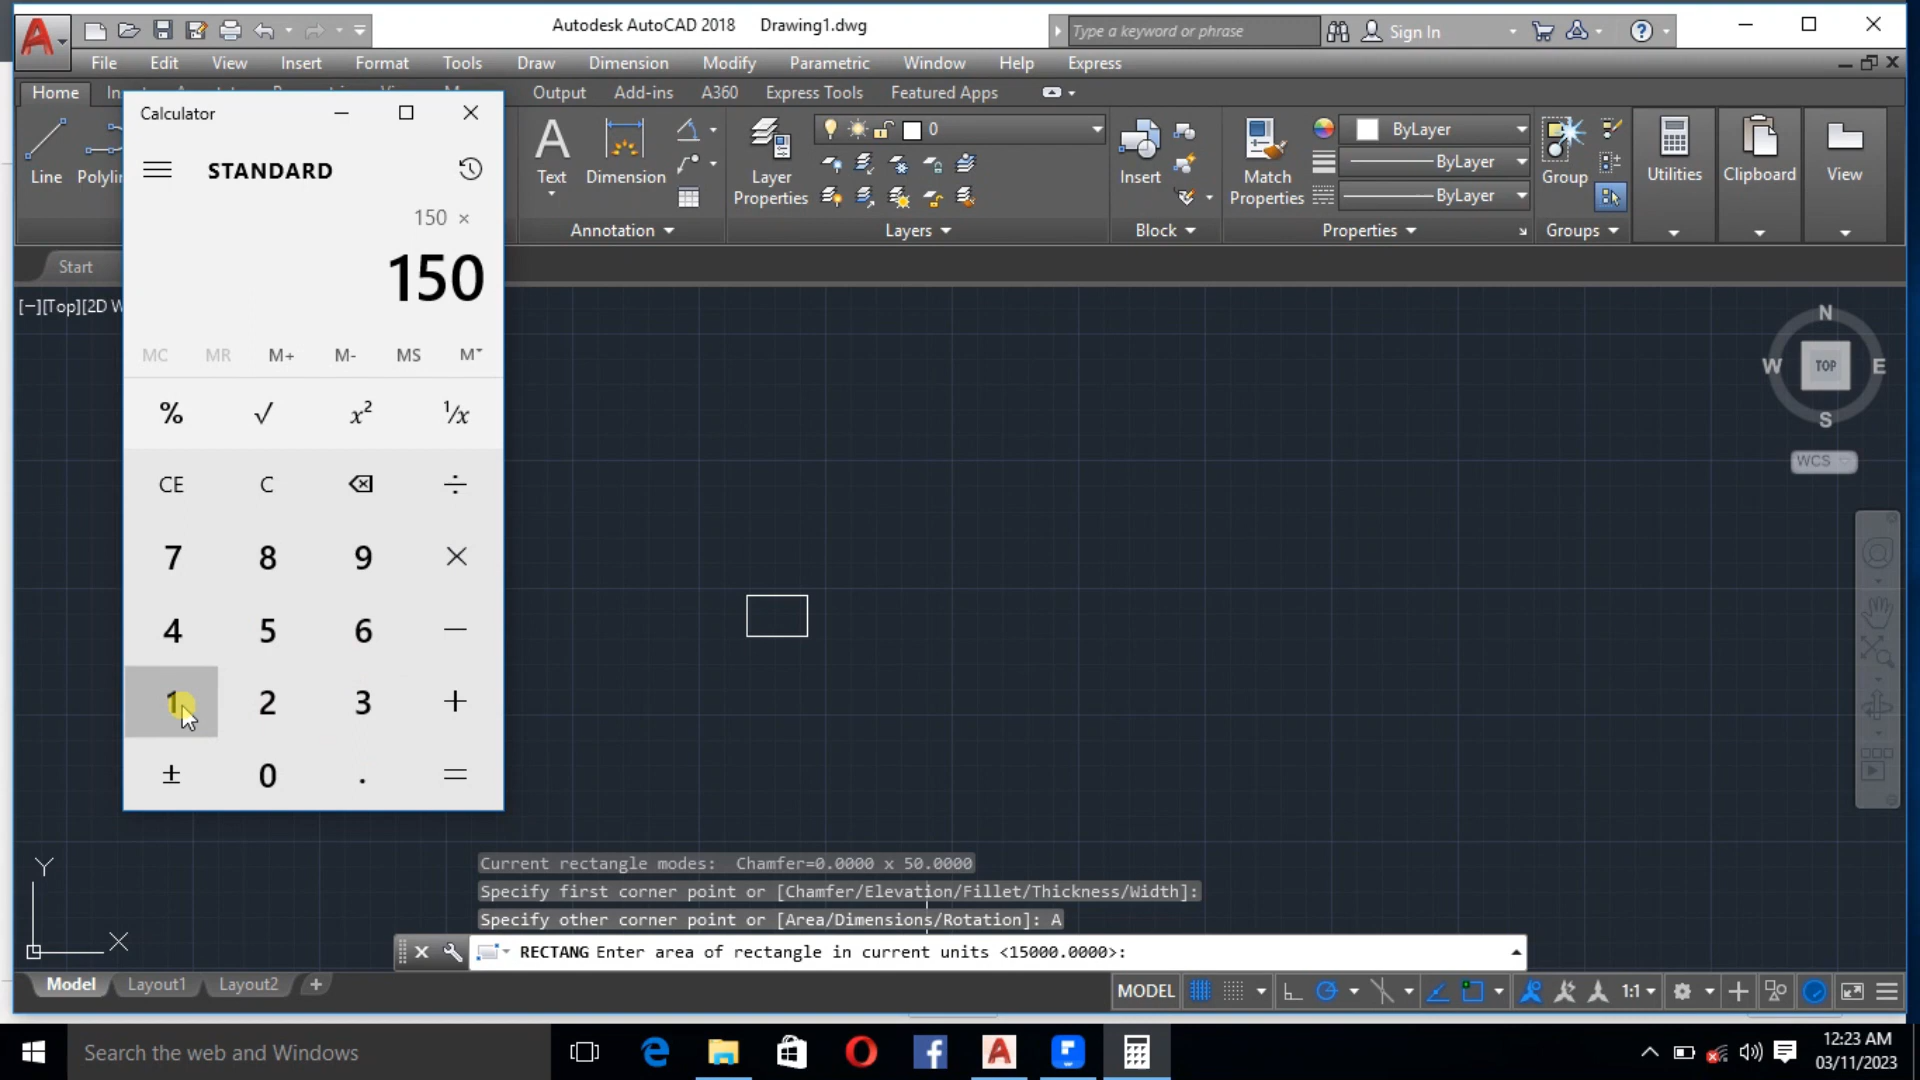 Autodesk AutoCAD 2018 Drawing1.dwg
Type a keyword or phrase
Sign In
File Edit View Insert Format Tools Draw Dimension Modify Parametric Window Help Express
Home Output Add-ins A360 Express Tools Featured Apps
Line
Text
Dimension
Layer
Properties
0
Insert
Match
Properties
ByLayer
ByLayer
ByLayer
Group
Utilities
Clipboard
View
Annotation
Layers
Block
Properties
Groups
Start
[−][Top][2D W
Calculator
STANDARD
150 ×
150
MC MR M+ M- MS M
% √ x² ¹/x
CE C ÷
7 8 9 ×
4 5 6 −
1 2 3 +
± 0 . =
N
W TOP E
S
WCS
Y
X
Current rectangle modes: Chamfer=0.0000 x 50.0000
Specify first corner point or [Chamfer/Elevation/Fillet/Thickness/Width]:
Specify other corner point or [Area/Dimensions/Rotation]: A
RECTANG Enter area of rectangle in current units <15000.0000>:
Model Layout1 Layout2 +
MODEL 1:1
Search the web and Windows
12:23 AM
03/11/2023